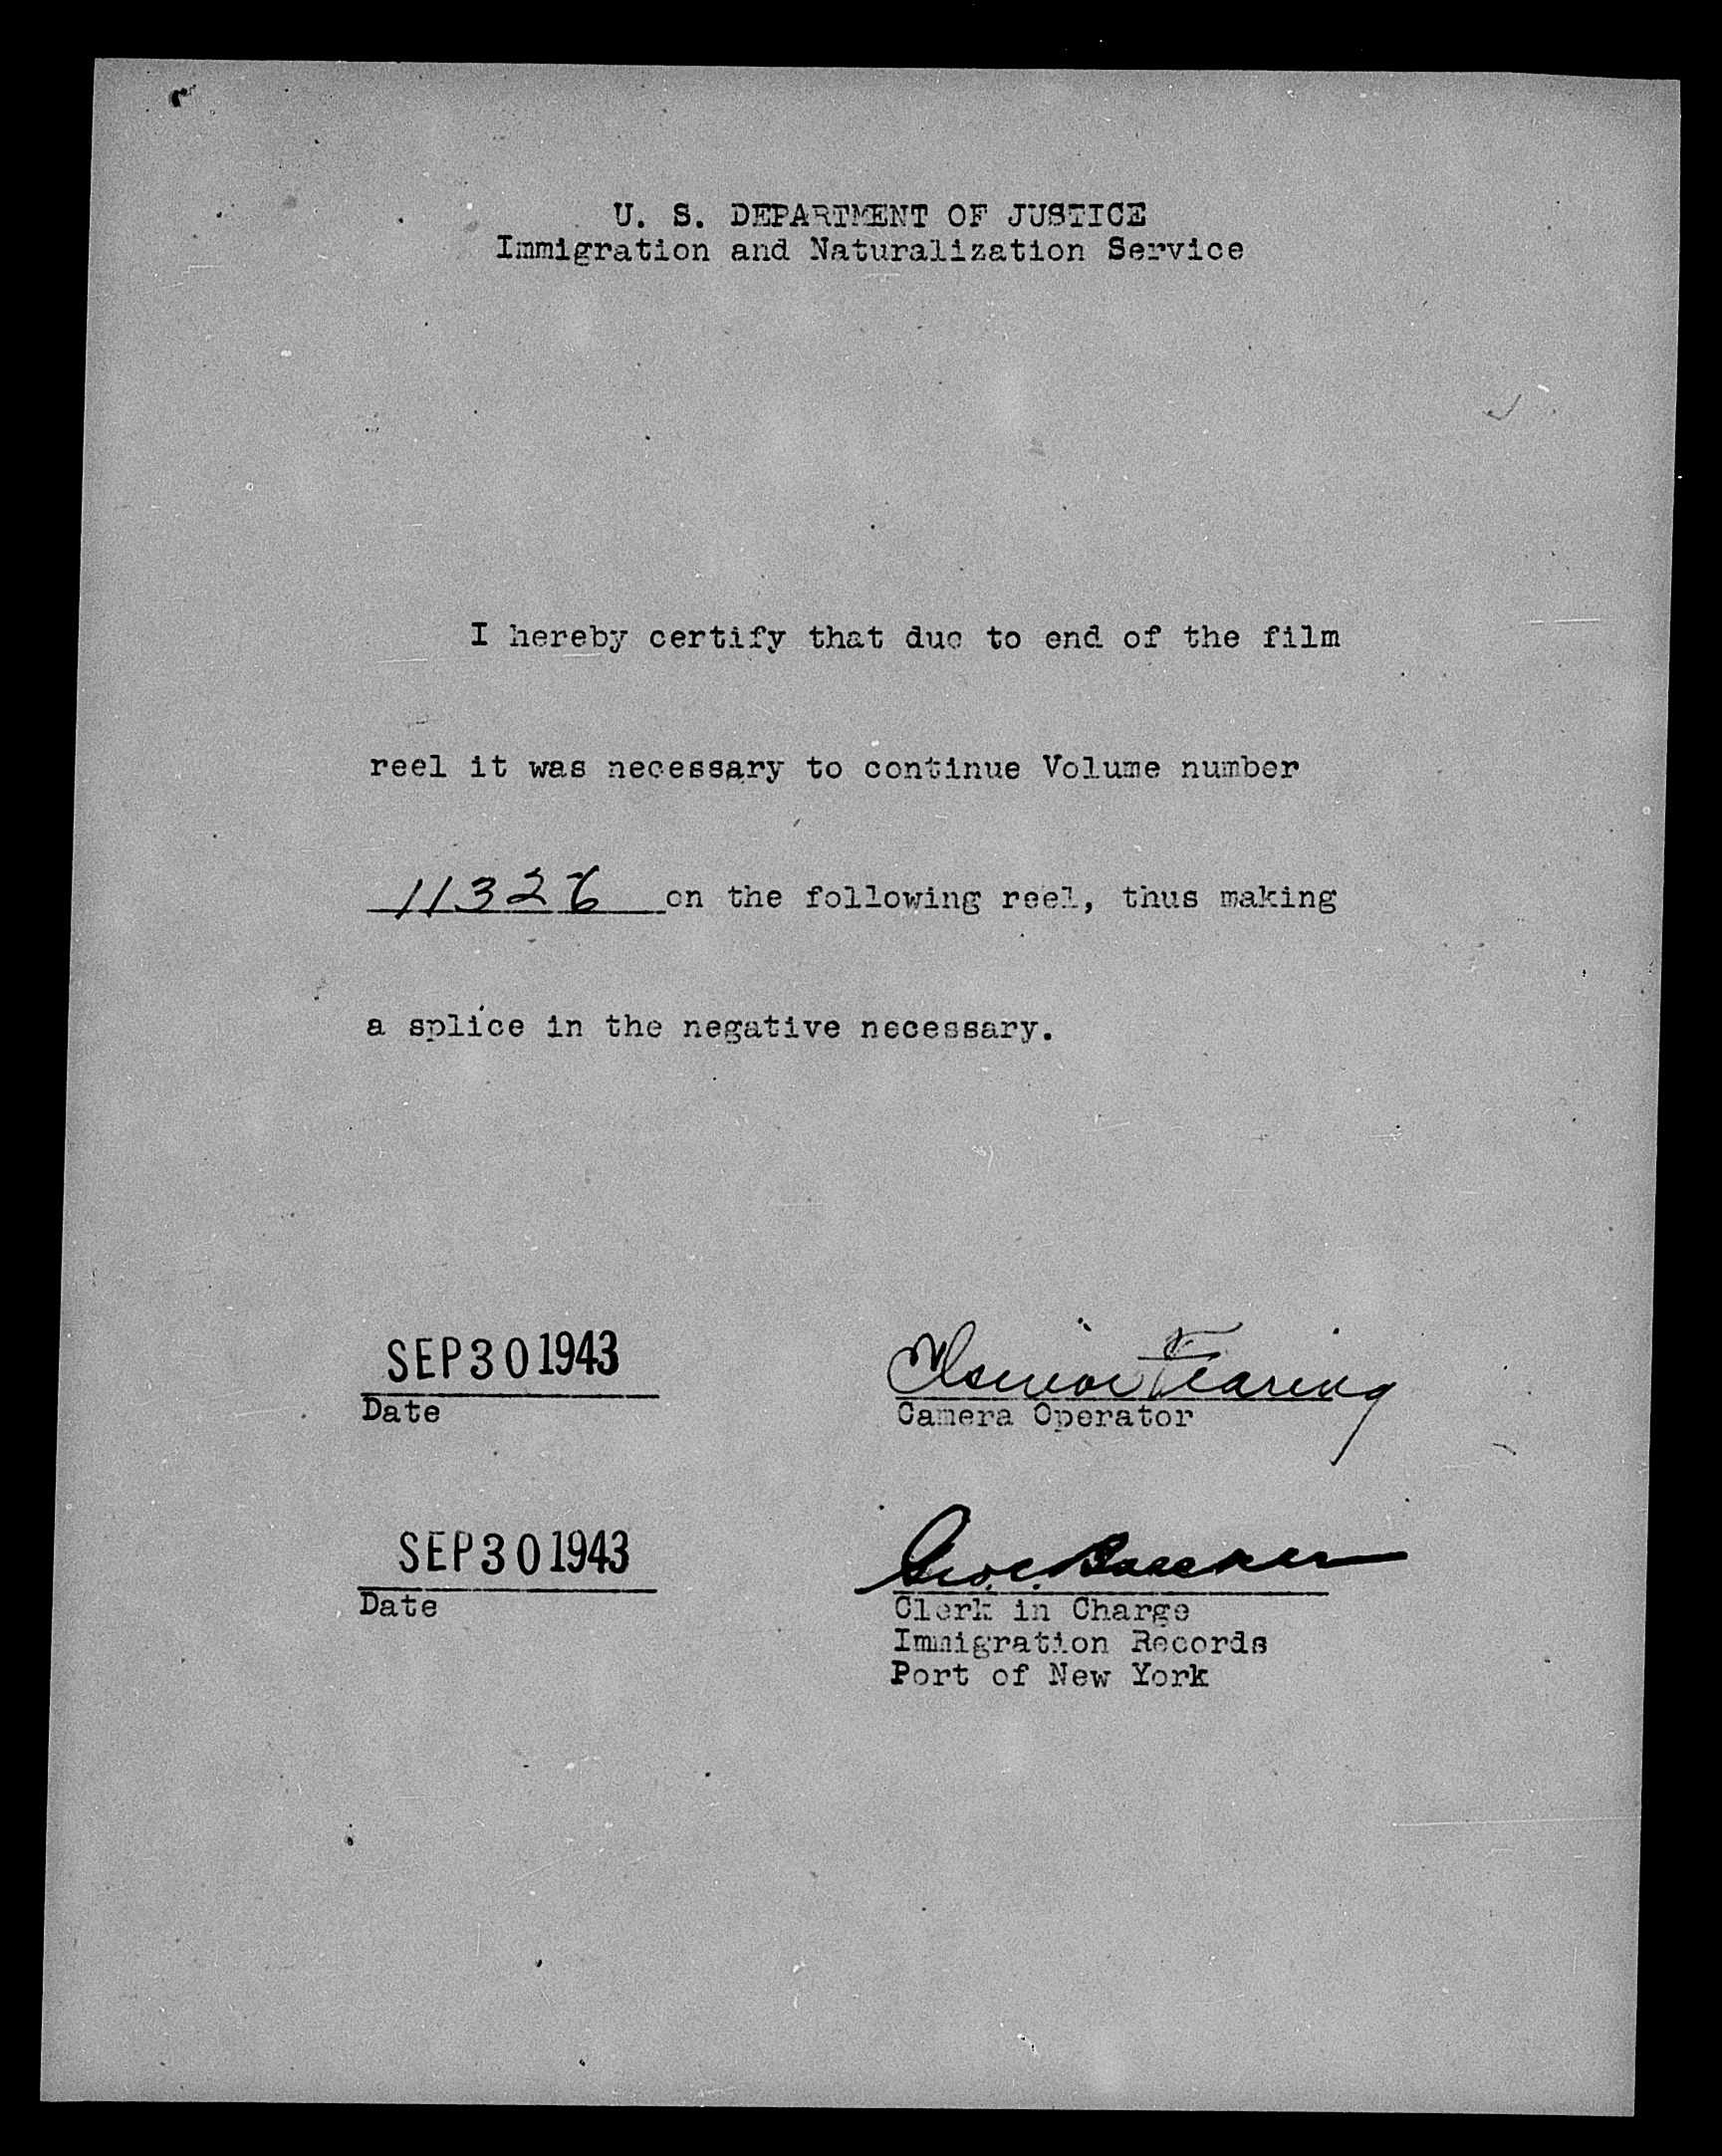 U. S. DEPARTMENT OF JUSTICE
Immigration and Naturalization Service
I hereby certify that due to end of the film
reel it was necessary to continue Volume number
11326 on the following reel, thus making
a splice in the negative necessary.
SEP 30 1943
Date
Fearing
Camera Operator
SEP 30 1943
Date
Geo. C.
Clerk in Charge
Immigration Records
Port of New York